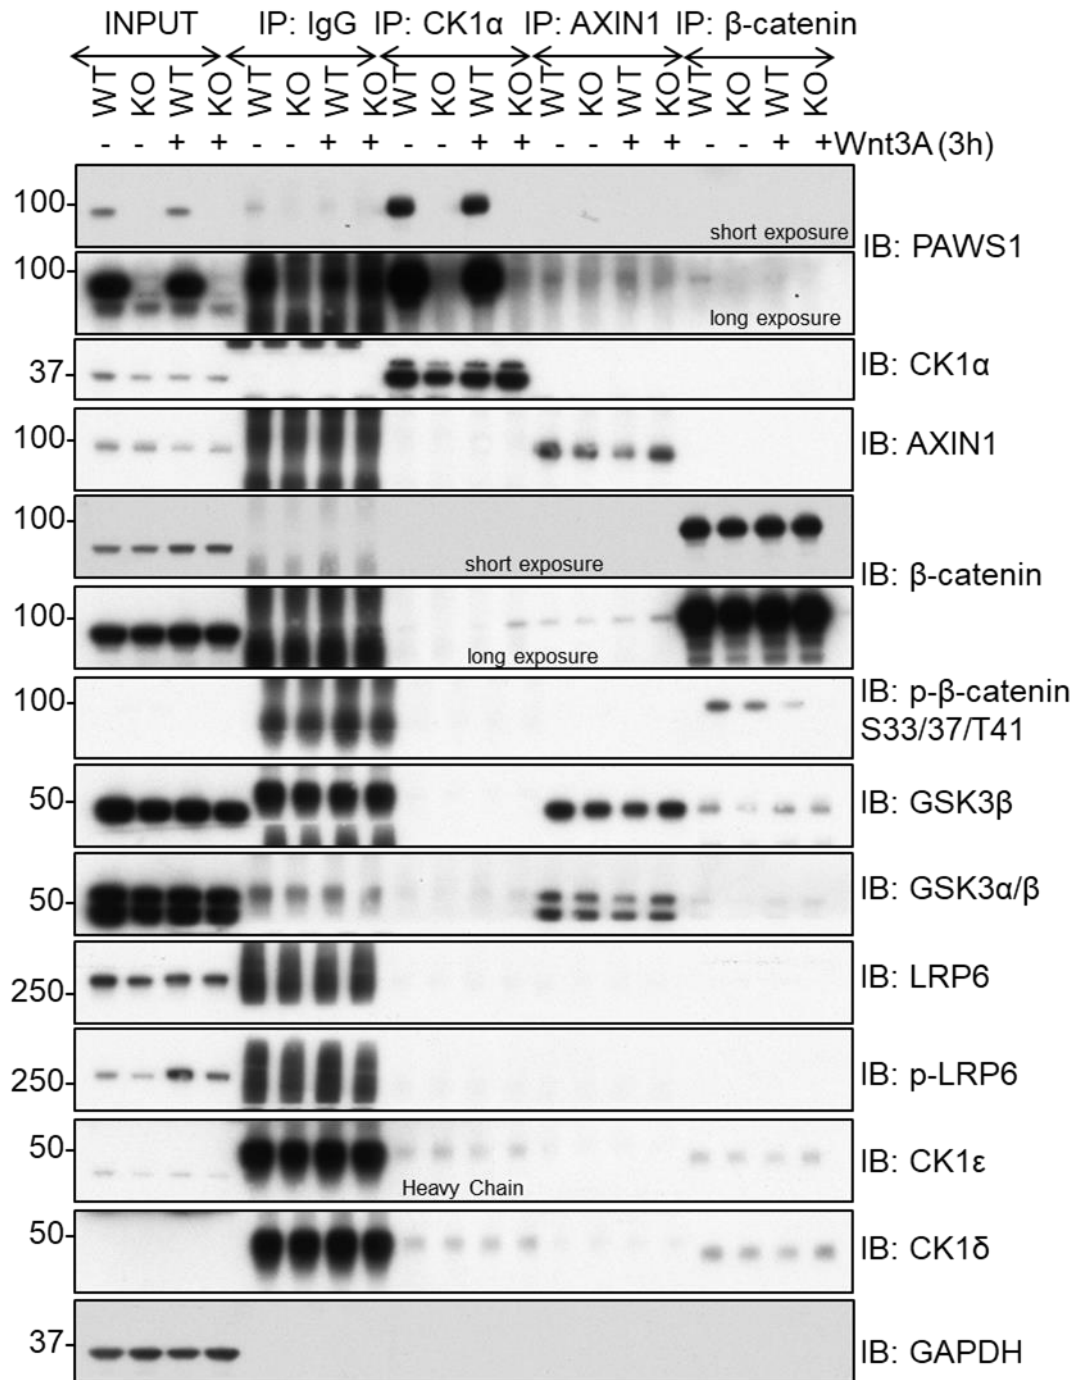 INPUT IP: IgG IP: CK1α IP: AXIN1 IP: β-catenin
WT KO WT KO WT KO WT KO WT KO WT KO WT KO WT KO WT KO WT KO
- - + + - - + + - - + + - - + + - - + + Wnt3A (3h)
100
short exposure
IB: PAWS1
100
long exposure
37
IB: CK1α
100
IB: AXIN1
100
short exposure
IB: β-catenin
100
long exposure
100
IB: p-β-catenin
S33/37/T41
50
IB: GSK3β
50
IB: GSK3α/β
250
IB: LRP6
250
IB: p-LRP6
50
IB: CK1ε
Heavy Chain
50
IB: CK1δ
37
IB: GAPDH